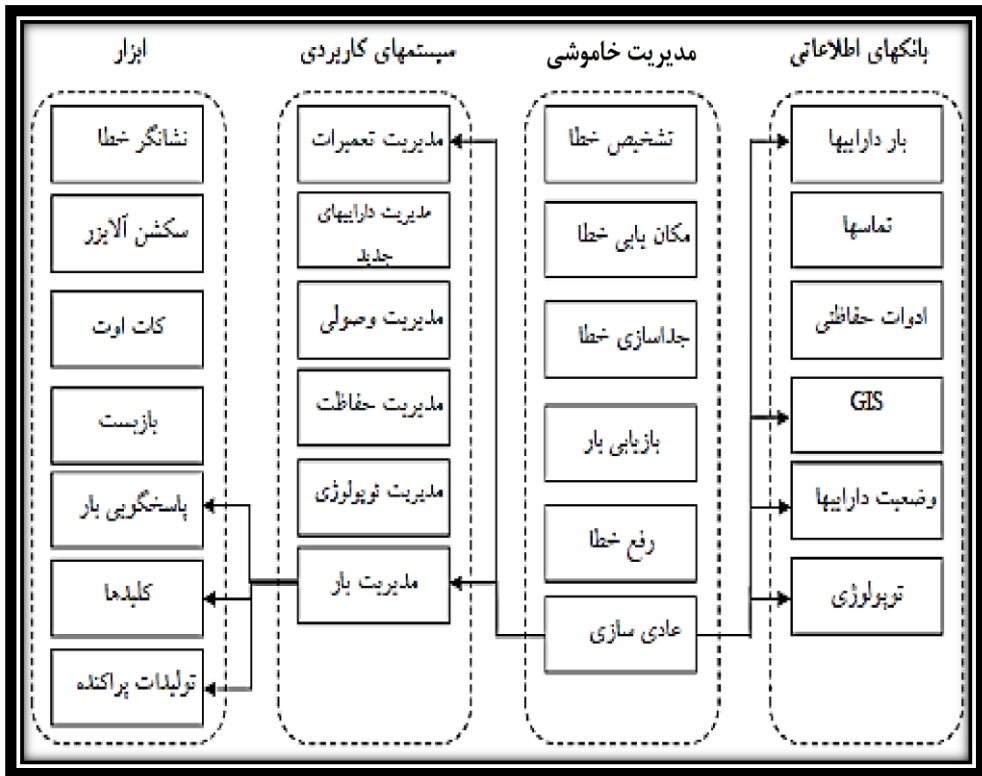 بانکهای اطلاعاتی
بار داراییها
تماسها
ادوات حفاظتی
GIS
وضعیت داراییها
توپولوژی
مدیریت خاموشی
تشخیص خطا
مکان یابی خطا
جداسازی خطا
بازیابی بار
رفع خطا
عادی سازی
سیستمهای کاربردی
مدیریت تعمیرات
مدیریت داراییهای
جدید
مدیریت وصولی
مدیریت حفاظت
مدیریت توپولوژی
مدیریت بار
ابزار
نشانگر خطا
سکشن آلایزر
کات اوت
بازبست
پاسخگویی بار
کلیدها
تولیدات پراکنده